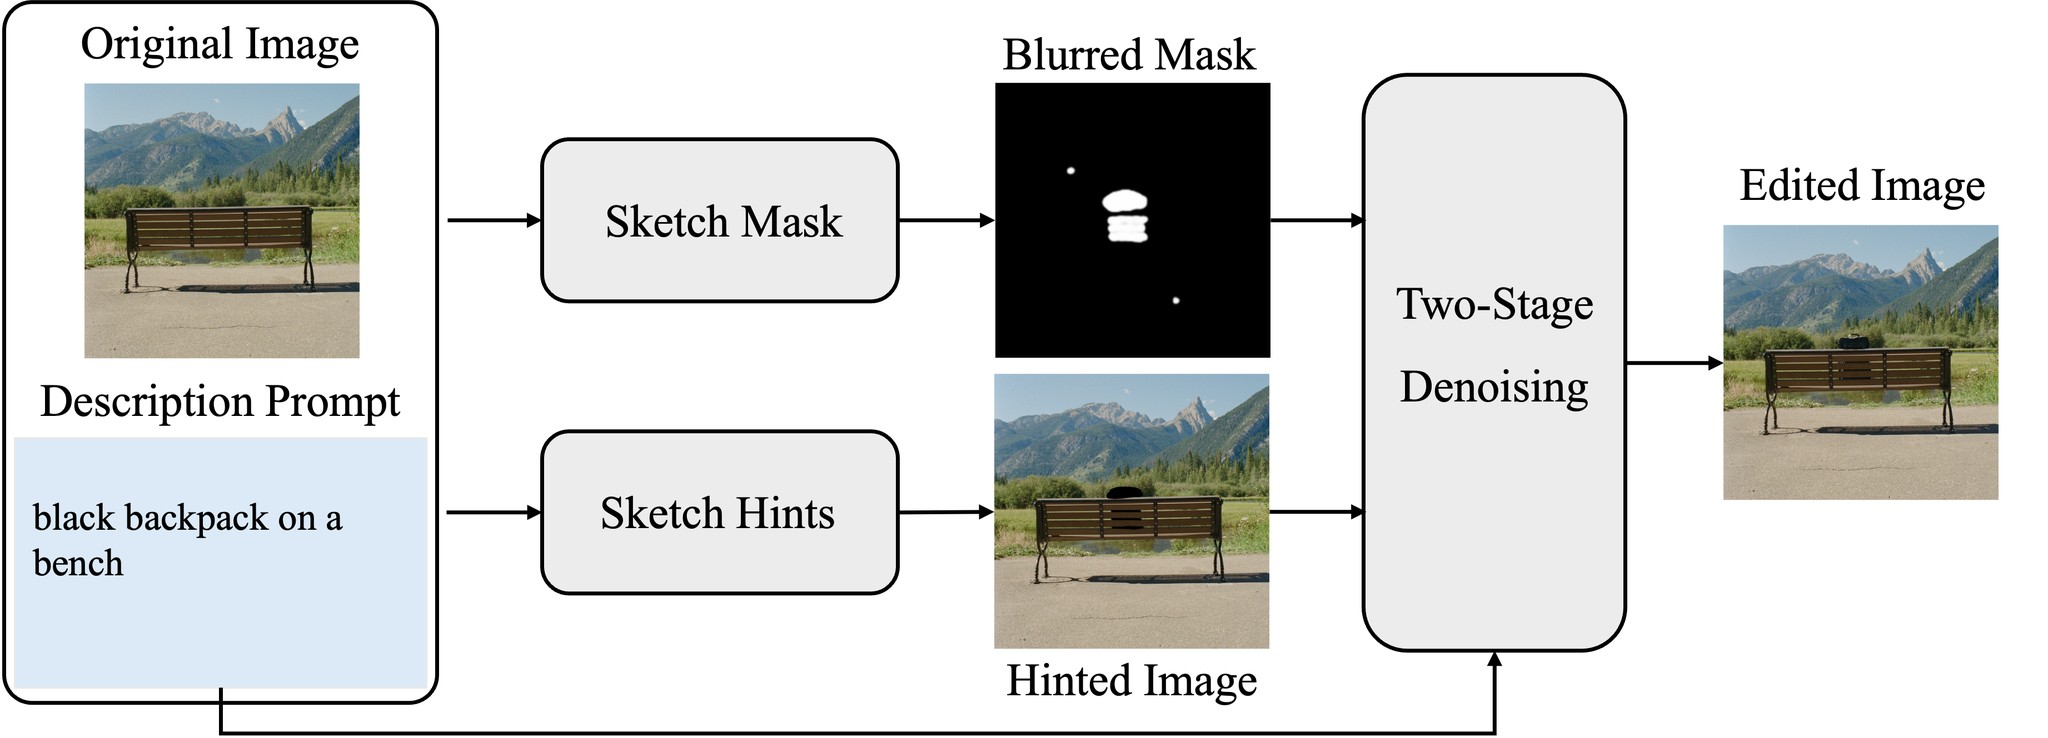 Original Image
Description Prompt
black backpack on a
bench
Sketch Mask
Sketch Hints
Blurred Mask
Hinted Image
Two-Stage
Denoising
Edited Image